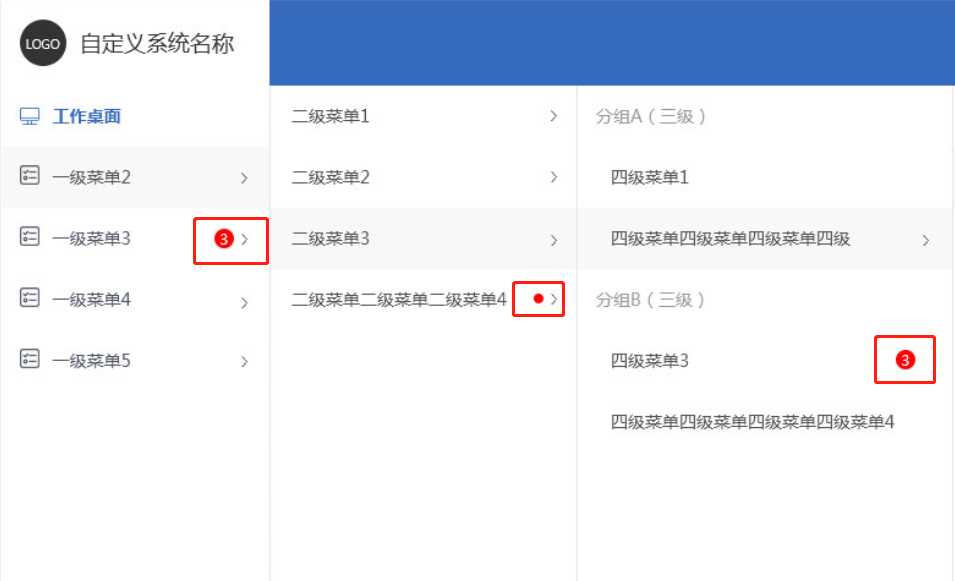 LOGO 自定义系统名称
工作桌面
一级菜单2
一级菜单3 3
一级菜单4
一级菜单5
二级菜单1
二级菜单2
二级菜单3
二级菜单二级菜单二级菜单4
分组A（三级）
四级菜单1
四级菜单四级菜单四级菜单四级
分组B（三级）
四级菜单3 3
四级菜单四级菜单四级菜单四级菜单4